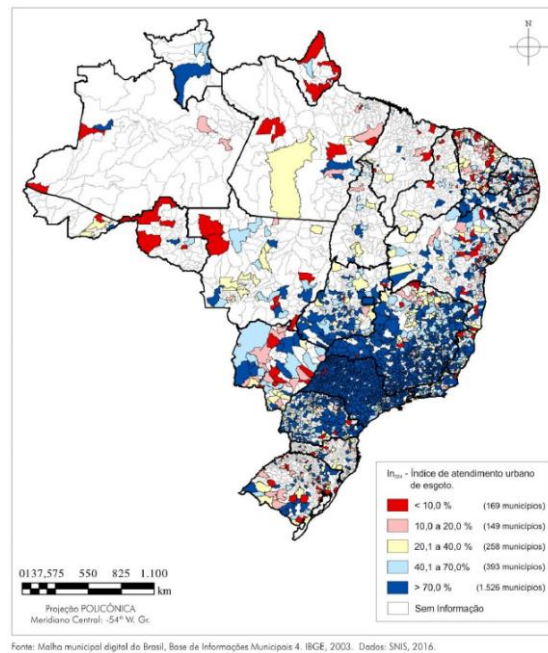 N
In₀₂₄ - Índice de atendimento urbano
de esgoto.
< 10,0 % (169 municípios)
10,0 a 20,0 % (149 municípios)
20,1 a 40,0 % (258 municípios)
40,1 a 70,0% (393 municípios)
> 70,0 % (1.526 municípios)
Sem Informação
0137,575 550 825 1.100
km
Projeção POLICÔNICA
Meridiano Central: -54º W. Gr.
Fonte: Malha municipal digital do Brasil, Base de Informações Municipais 4. IBGE, 2003. Dados: SNIS, 2016.